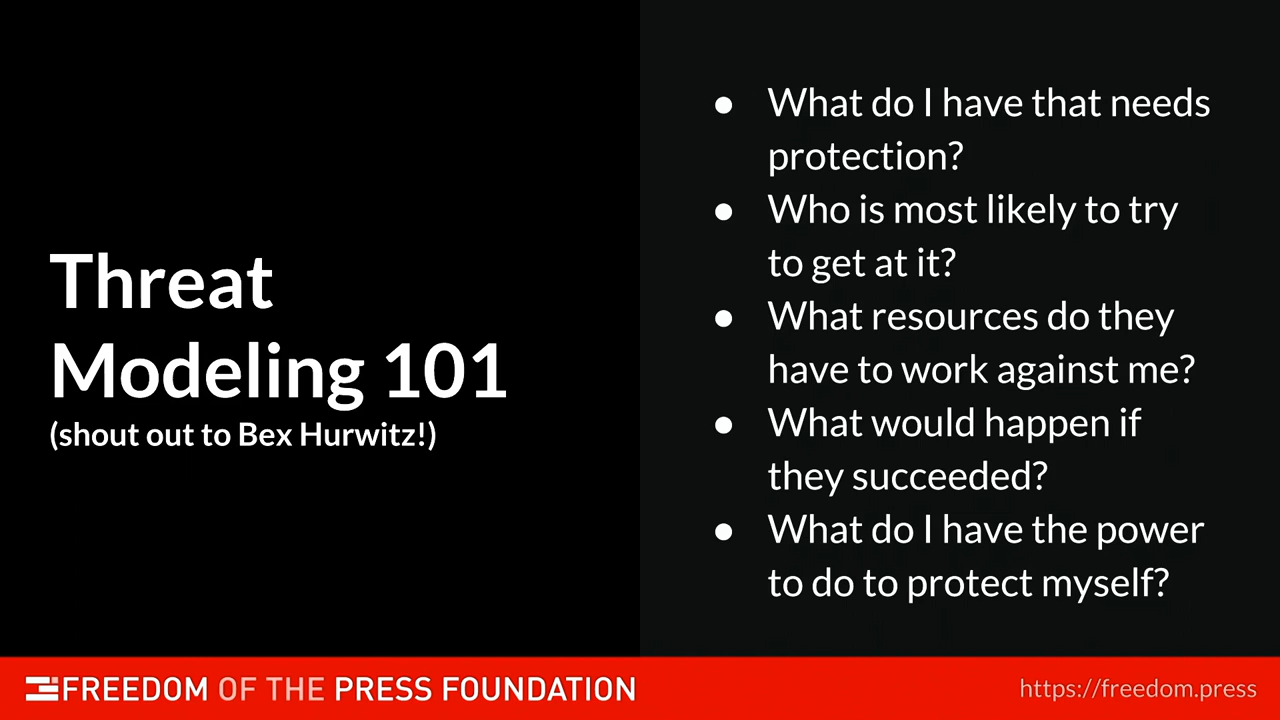 Threat
Modeling 101
(shout out to Bex Hurwitz!)
● What do I have that needs
protection?
● Who is most likely to try
to get at it?
● What resources do they
have to work against me?
● What would happen if
they succeeded?
● What do I have the power
to do to protect myself?
FREEDOM OF THE PRESS FOUNDATION
https://freedom.press